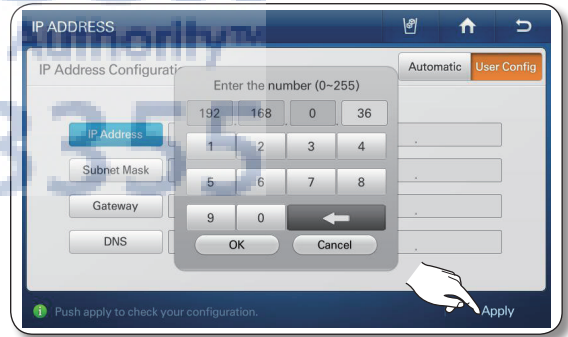 IP ADDRESS
IP Address Configurati
Automatic User Config
Enter the number (0~255)
192 . 168 . 0 . 36
IP Address
1 2 3 4
Subnet Mask
5 6 7 8
Gateway
9 0
DNS
OK Cancel
Push apply to check your configuration.
Apply
Authority™
3355